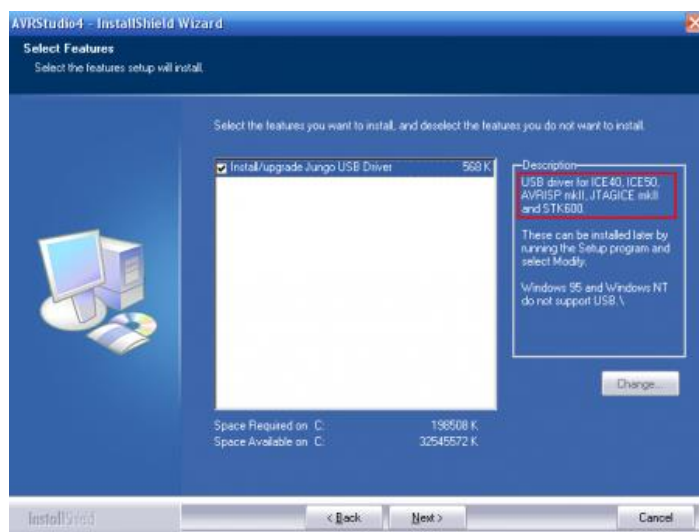 AVRStudio4 - InstallShield Wizard
Select Features
Select the features setup will install.
Select the features you want to install, and deselect the features you do not want to install.
Install/upgrade Jungo USB Driver 568 K
Description
USB driver for ICE40, ICE50,
AVRISP mkII, JTAGICE mkII
and STK600.
These can be installed later by
running the Setup program and
select Modify.
Windows 95 and Windows NT
do not support USB.\
Change...
Space Required on C: 198508 K
Space Available on C: 32545572 K
InstallShield
< Back
Next >
Cancel